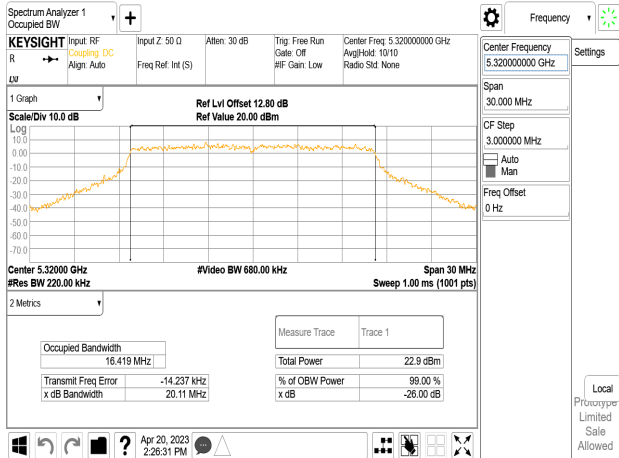 Spectrum Analyzer 1
Occupied BW
Frequency
KEYSIGHT
Input: RF
Coupling: DC
Align: Auto
Input Z: 50 Ω
Freq Ref: Int (S)
Atten: 30 dB
Trig: Free Run
Gate: Off
#IF Gain: Low
Center Freq: 5.320000000 GHz
Avg|Hold: 10/10
Radio Std: None
R
LXI
Center Frequency
5.320000000 GHz
Settings
Span
30.000 MHz
CF Step
3.000000 MHz
Auto
Man
Freq Offset
0 Hz
1 Graph
Ref Lvl Offset 12.80 dB
Scale/Div 10.0 dB
Ref Value 20.00 dBm
Log
10.0
0.00
-10.0
-20.0
-30.0
-40.0
-50.0
-60.0
-70.0
Center 5.32000 GHz
#Video BW 680.00 kHz
Span 30 MHz
#Res BW 220.00 kHz
Sweep 1.00 ms (1001 pts)
2 Metrics
Measure Trace
Trace 1
Occupied Bandwidth
16.419 MHz
Total Power
22.9 dBm
Transmit Freq Error
-14.237 kHz
% of OBW Power
99.00 %
x dB Bandwidth
20.11 MHz
x dB
-26.00 dB
Local
Prototype
Limited
Sale
Allowed
Apr 20, 2023
2:26:31 PM